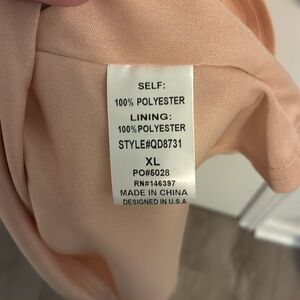 SELF:
100% POLYESTER
LINING:
100% POLYESTER
STYLE#QD8731
XL
PO#5028
RN#146397
MADE IN CHINA
DESIGNED IN U.S.A